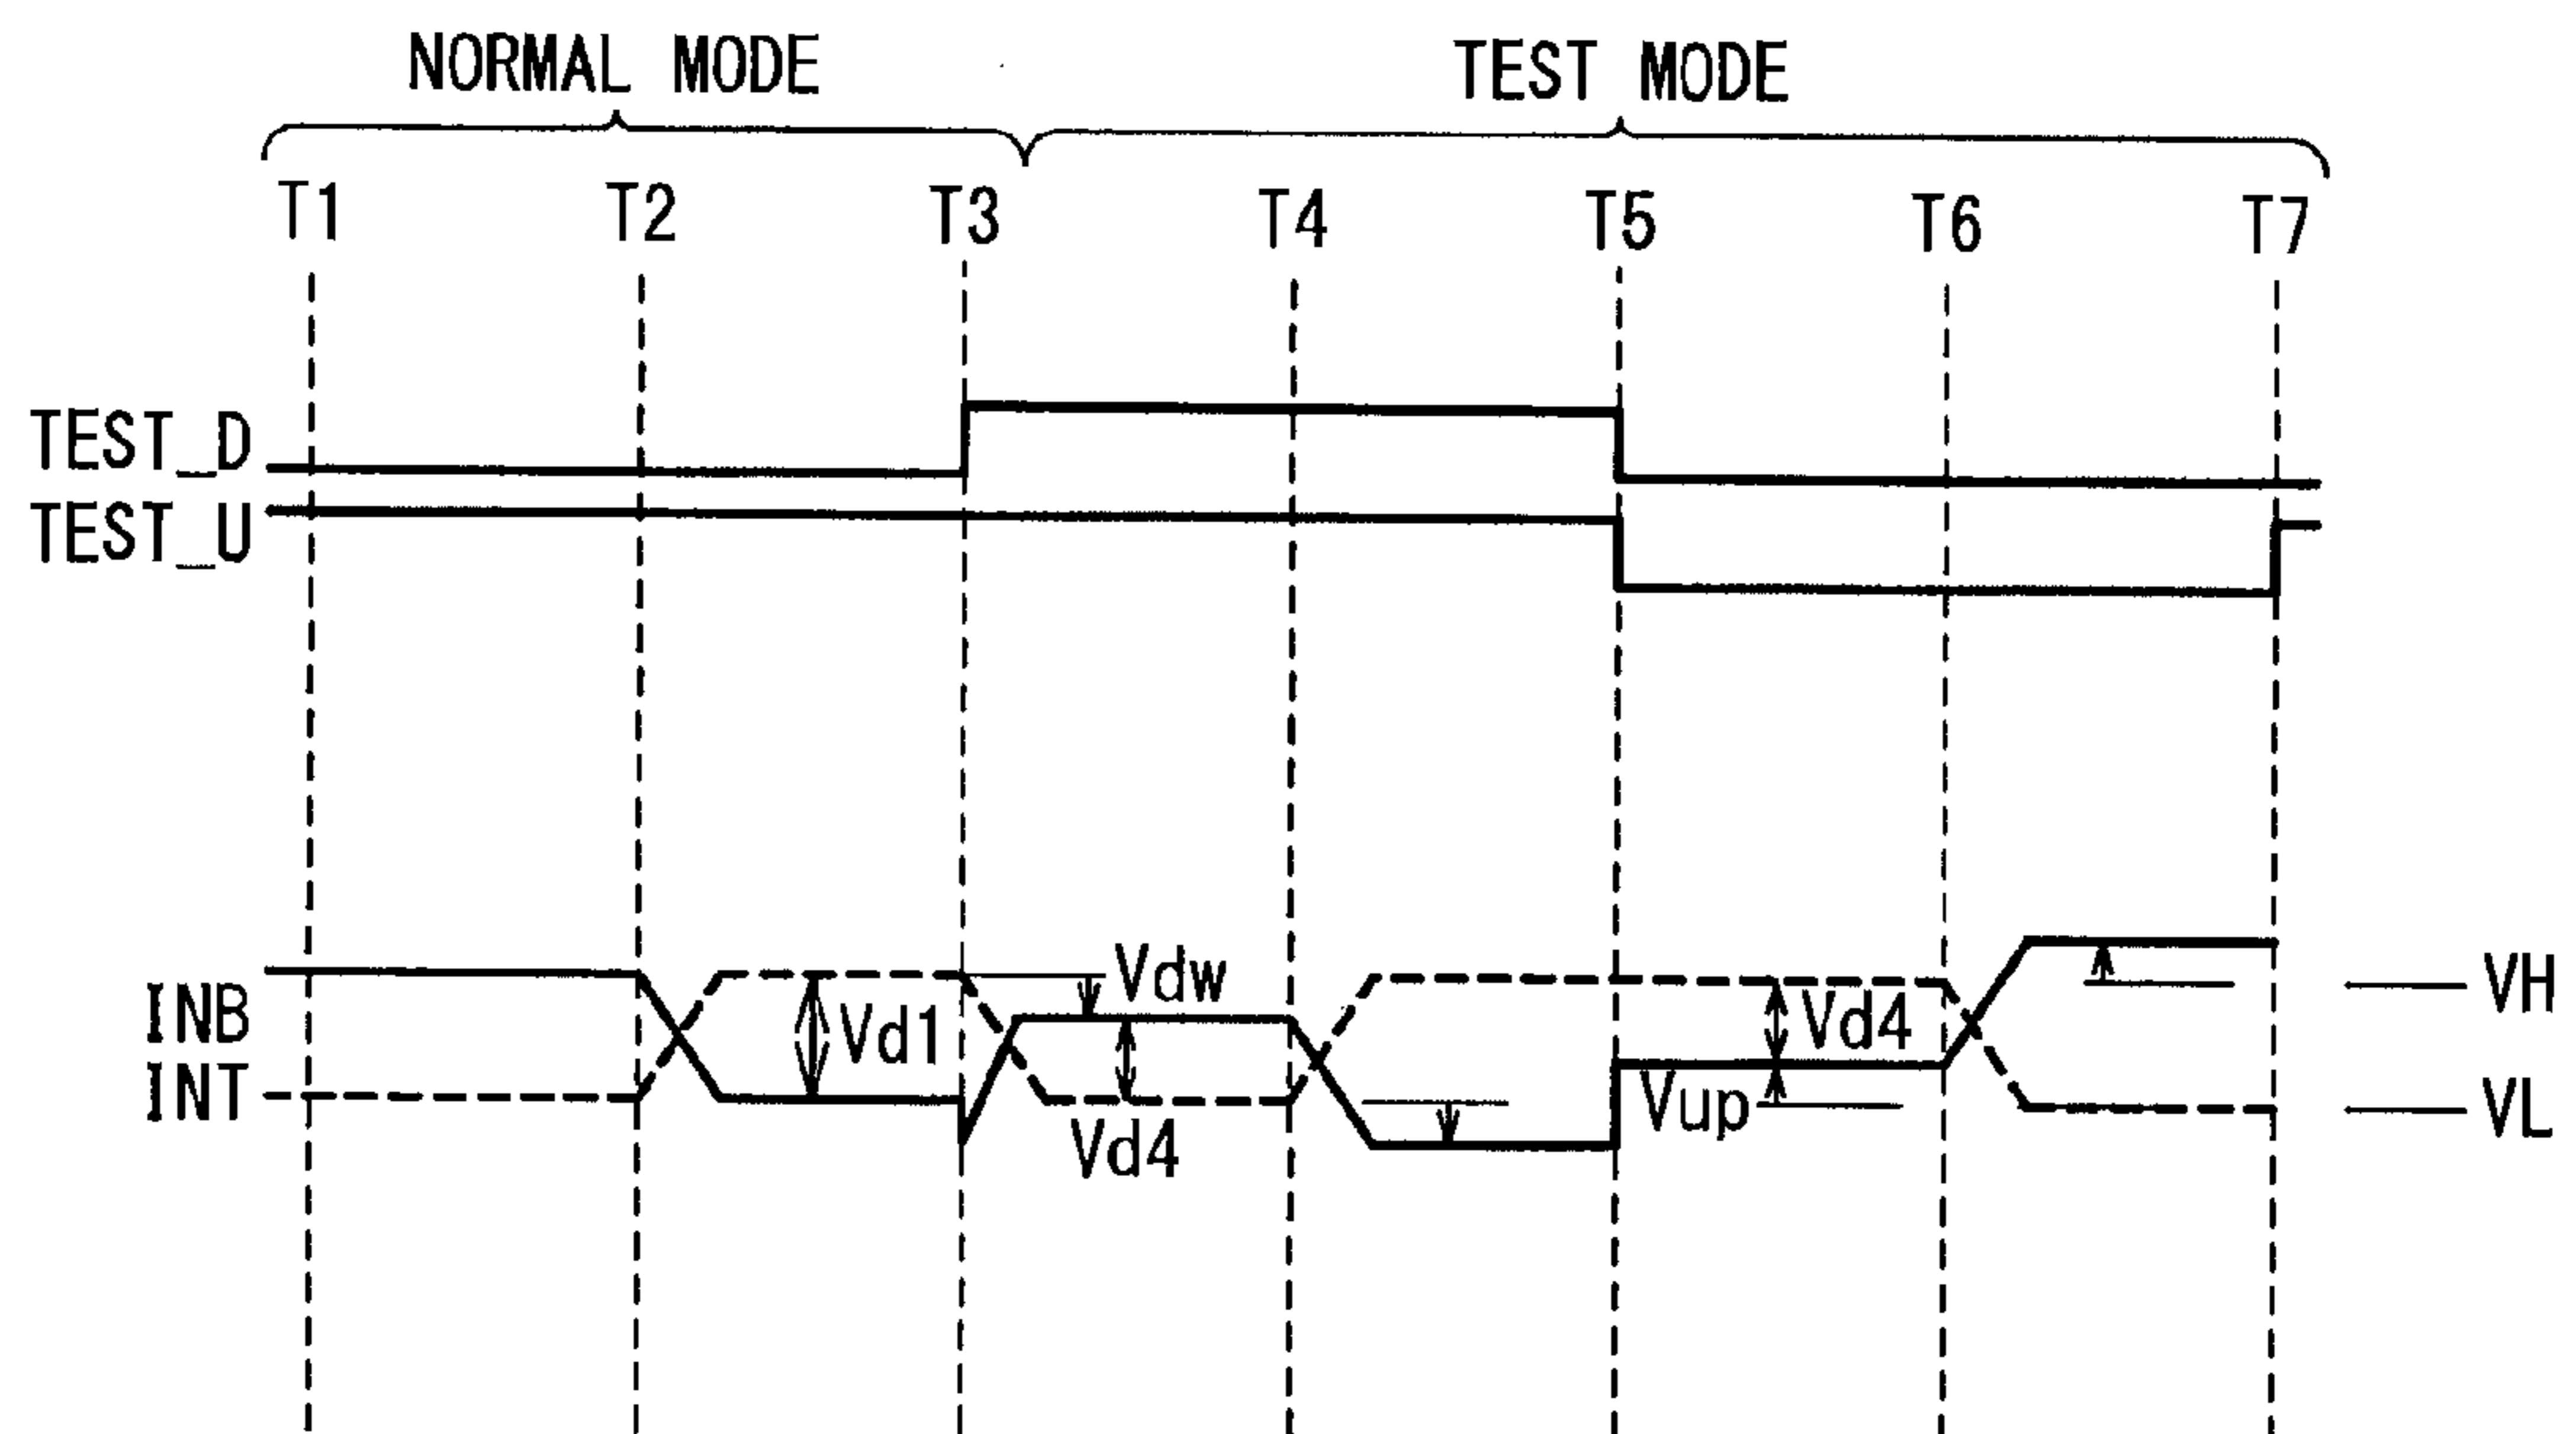 NORMAL MODE TEST MODE
T1 T2 T3 T4 T5 T6 T7
TEST_D
TEST_U
Vdw
INB Vd1 Vd4 VH
INT Vd4 Vup VL